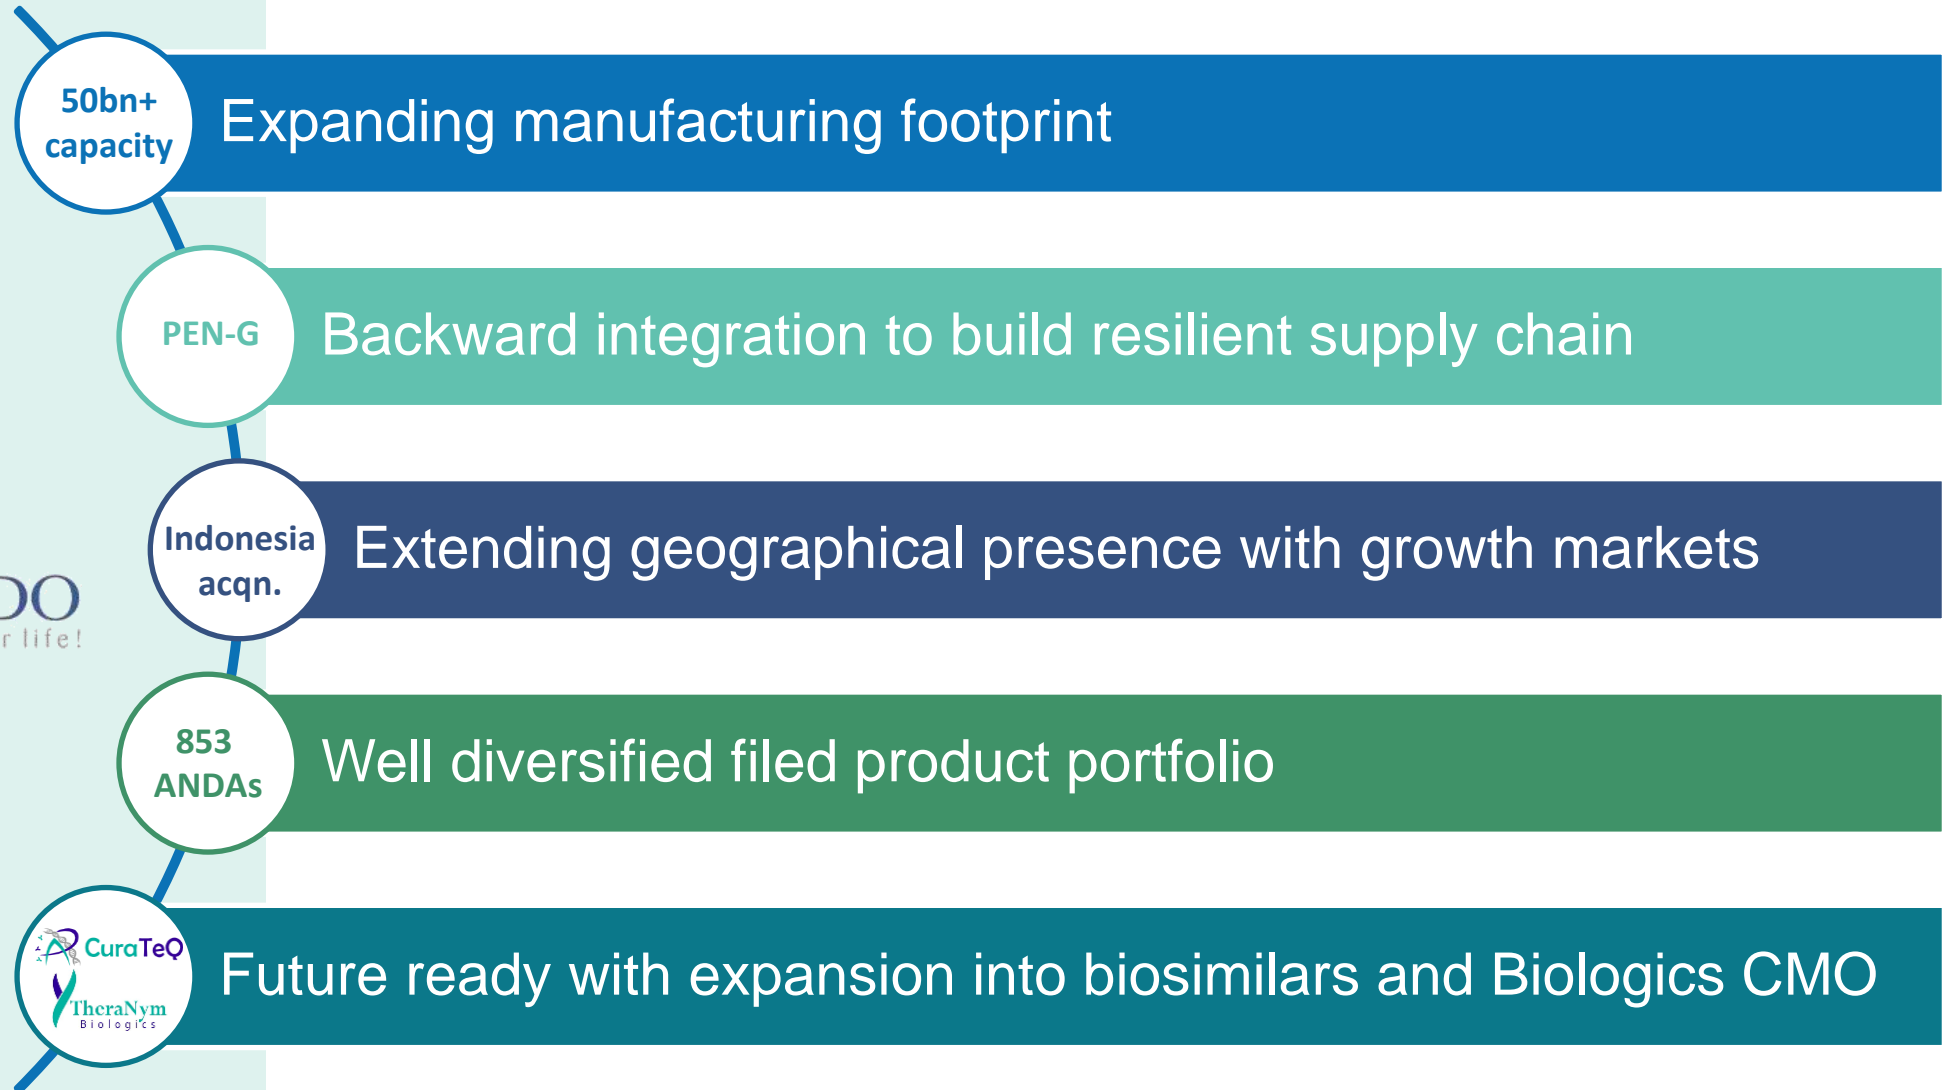 50bn+
capacity
Expanding manufacturing footprint
PEN-G
Backward integration to build resilient supply chain
Indonesia
acqn.
Extending geographical presence with growth markets
DO
r life!
853
ANDAs
Well diversified filed product portfolio
CuraTeQ
TheraNym
Biologics
Future ready with expansion into biosimilars and Biologics CMO